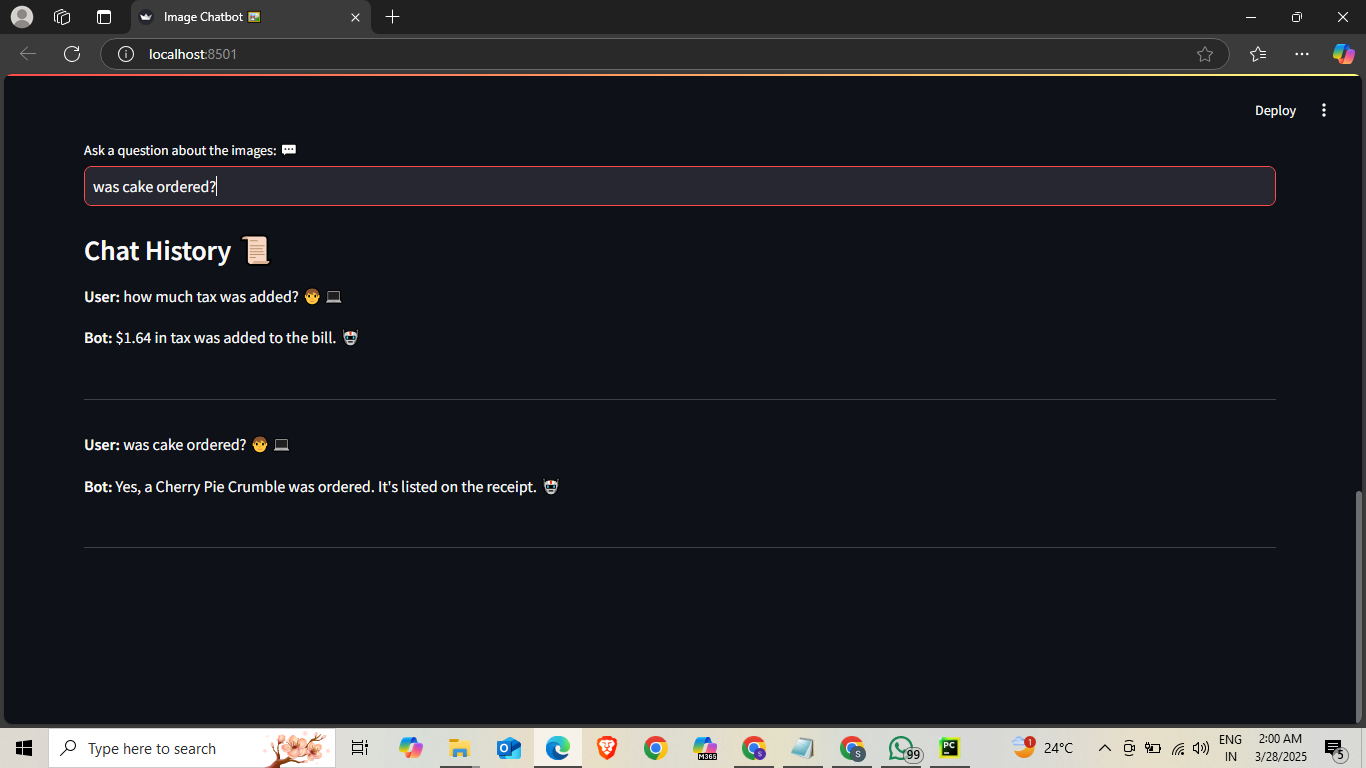 Image Chatbot
localhost:8501
Deploy
Ask a question about the images:
was cake ordered?
Chat History
User: how much tax was added?
Bot: $1.64 in tax was added to the bill.
User: was cake ordered?
Bot: Yes, a Cherry Pie Crumble was ordered. It's listed on the receipt.
Type here to search
M365
S
S
99
PC
1
24°C
ENG
IN
2:00 AM
3/28/2025
5